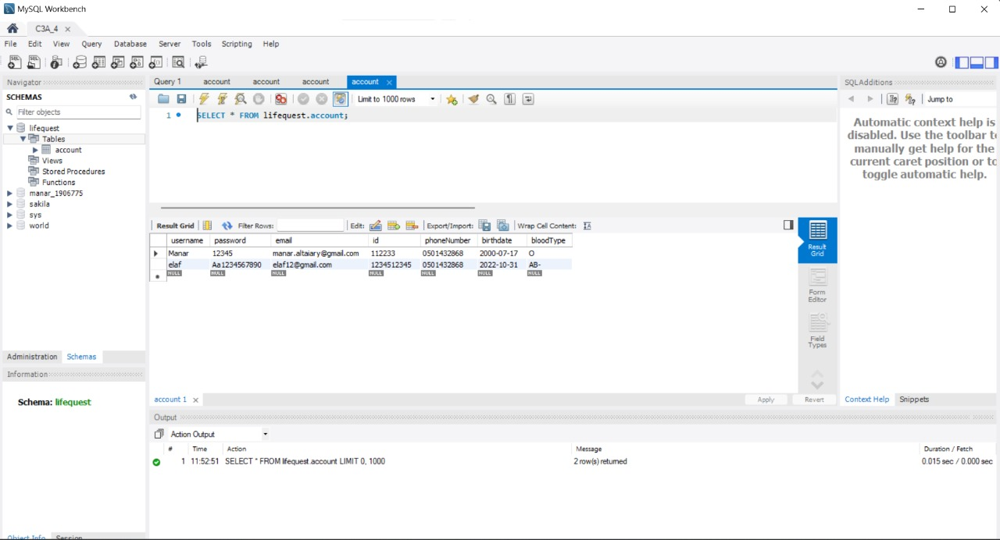 MySQL Workbench
C3A_4
File Edit View Query Database Server Tools Scripting Help
Navigator
SCHEMAS
Filter objects
lifequest
Tables
account
Views
Stored Procedures
Functions
manar_1906775
sakila
sys
world
Administration Schemas
Information
Schema: lifequest
Object Info Session
Query 1 account account account account
Limit to 1000 rows
1 SELECT * FROM lifequest.account;
Result Grid Filter Rows: Edit: Export/Import: Wrap Cell Content:
username password email id phoneNumber birthdate bloodType
Manar 12345 manar.altaiary@gmail.com 112233 0501432868 2000-07-17 O
elaf Aa1234567890 elaf12@gmail.com 1234512345 0501432868 2022-10-31 AB-
NULL NULL NULL NULL NULL NULL NULL
Result
Grid
Form
Editor
Field
Types
account 1 Apply Revert
SQLAdditions
Jump to
Automatic context help is
disabled. Use the toolbar to
manually get help for the
current caret position or to
toggle automatic help.
Context Help Snippets
Output
Action Output
# Time Action Message Duration / Fetch
1 11:52:51 SELECT * FROM lifequest.account LIMIT 0, 1000 2 row(s) returned 0.015 sec / 0.000 sec